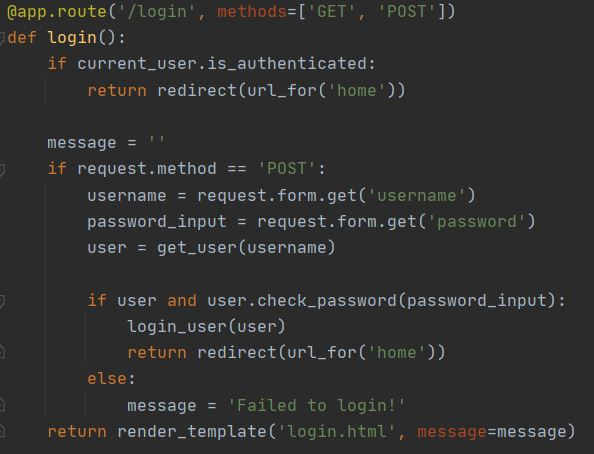 @app.route('/login', methods=['GET', 'POST'])
def login():
    if current_user.is_authenticated:
        return redirect(url_for('home'))

    message = ''
    if request.method == 'POST':
        username = request.form.get('username')
        password_input = request.form.get('password')
        user = get_user(username)

        if user and user.check_password(password_input):
            login_user(user)
            return redirect(url_for('home'))
        else:
            message = 'Failed to login!'
    return render_template('login.html', message=message)